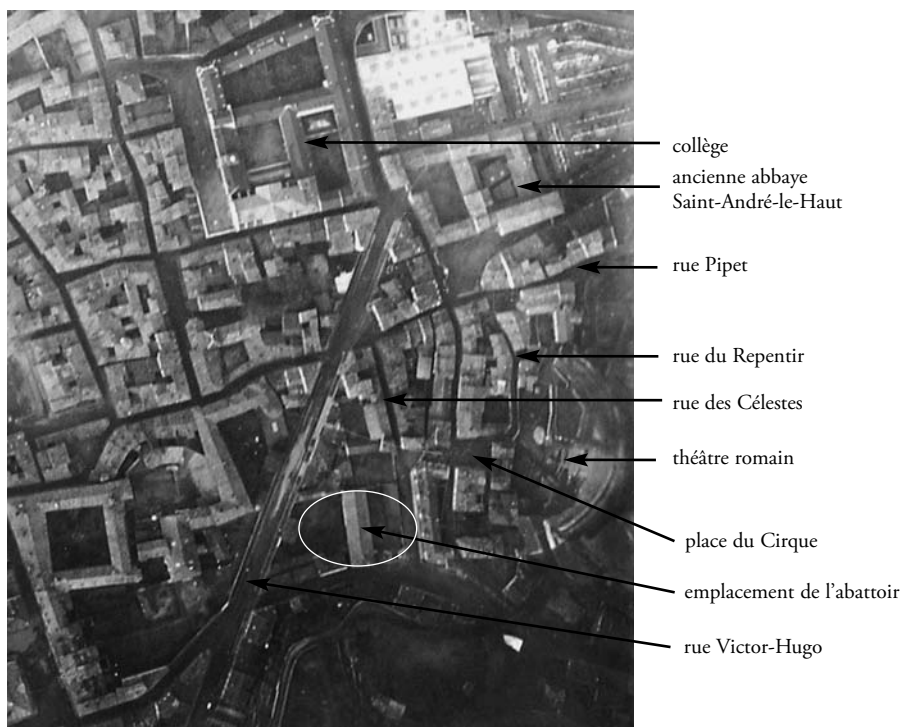 collège
ancienne abbaye
Saint-André-le-Haut
rue Pipet
rue du Repentir
rue des Célestes
théâtre romain
place du Cirque
emplacement de l'abattoir
rue Victor-Hugo